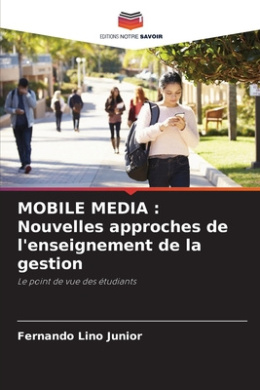 EDITIONS NOTRE SAVOIR
MOBILE MEDIA :
Nouvelles approches de
l'enseignement de la
gestion
Le point de vue des étudiants
Fernando Lino Junior